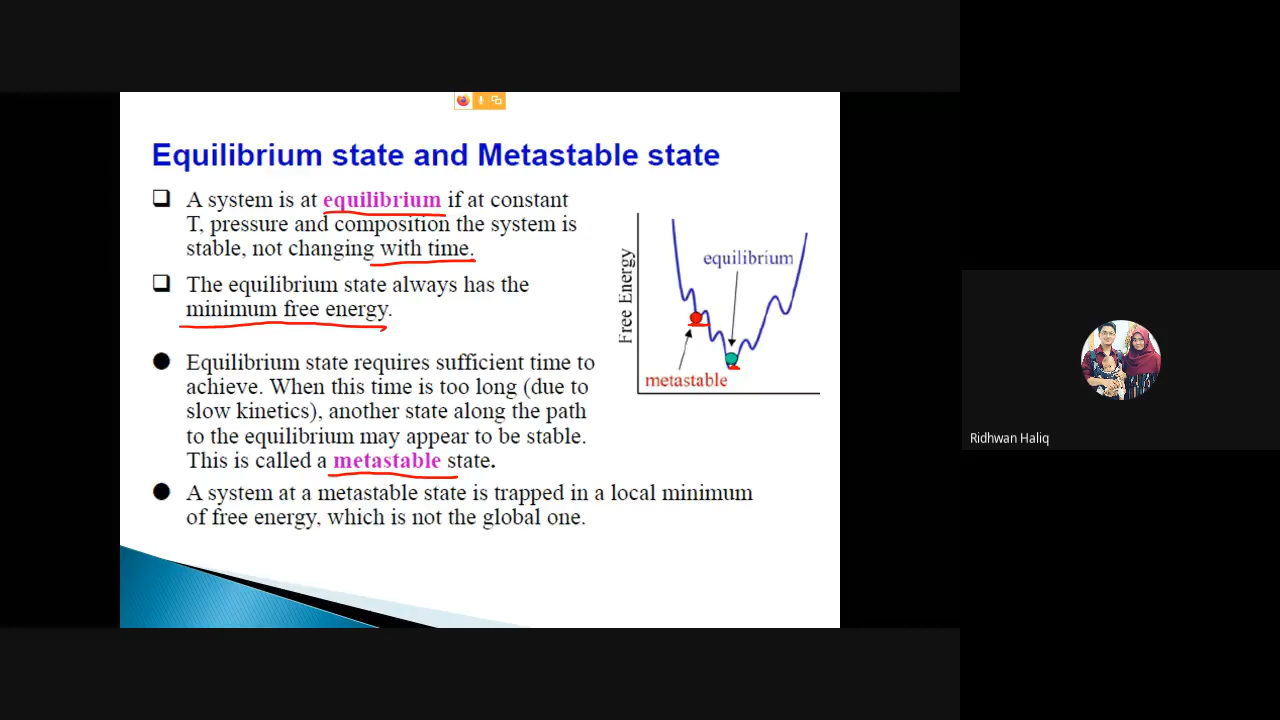 Equilibrium state and Metastable state
A system is at equilibrium if at constant
T, pressure and composition the system is
stable, not changing with time.
The equilibrium state always has the
minimum free energy.
Equilibrium state requires sufficient time to
achieve. When this time is too long (due to
slow kinetics), another state along the path
to the equilibrium may appear to be stable.
This is called a metastable state.
A system at a metastable state is trapped in a local minimum
of free energy, which is not the global one.
Free Energy
equilibrium
metastable
Ridhwan Haliq